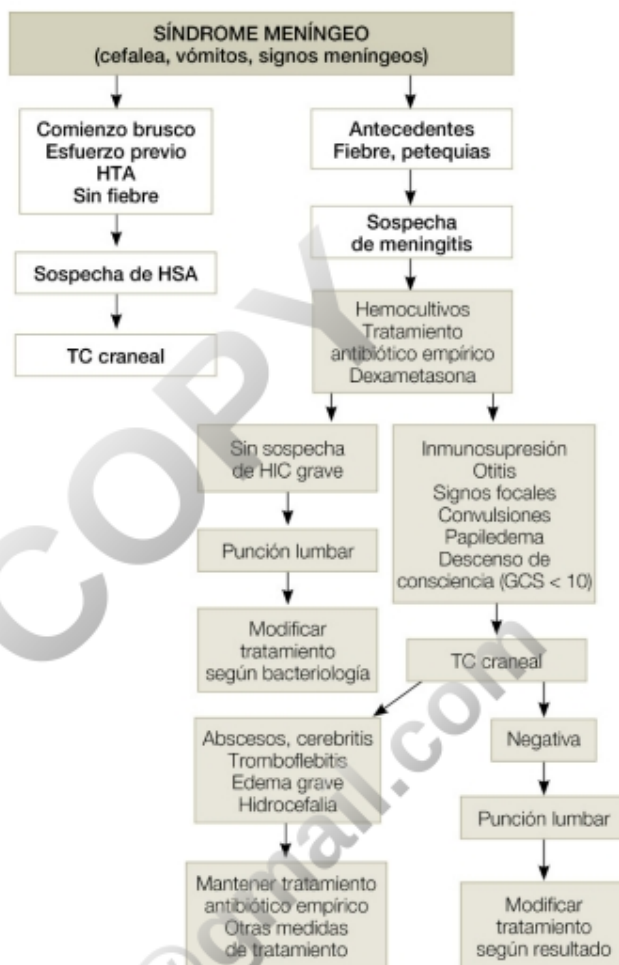 SÍNDROME MENÍNGEO
(cefalea, vómitos, signos meníngeos)
Comienzo brusco
Esfuerzo previo
HTA
Sin fiebre
Sospecha de HSA
TC craneal
Antecedentes
Fiebre, petequias
Sospecha
de meningitis
Hemocultivos
Tratamiento
antibiótico empírico
Dexametasona
Sin sospecha
de HIC grave
Punción lumbar
Modificar
tratamiento
según bacteriología
Inmunosupresión
Otitis
Signos focales
Convulsiones
Papiledema
Descenso de
consciencia (GCS < 10)
TC craneal
Abscesos, cerebritis
Tromboflebitis
Edema grave
Hidrocefalia
Mantener tratamiento
antibiótico empírico
Otras medidas
de tratamiento
Negativa
Punción lumbar
Modificar
tratamiento
según resultado
COPY
@gmail.com